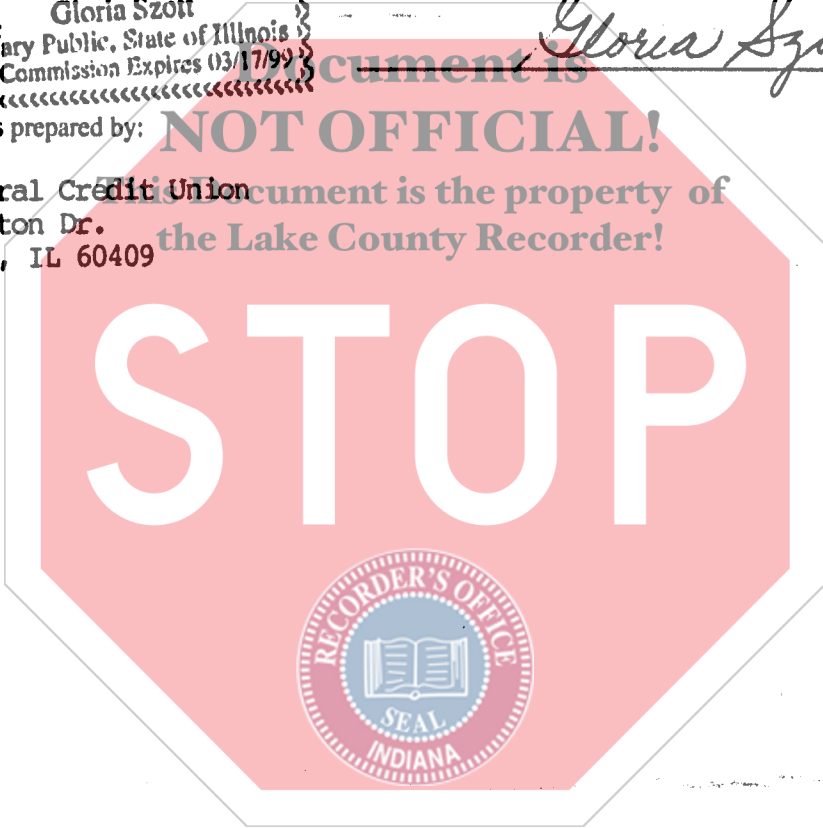 Gloria Szott
ary Public, State of Illinois
Commission Expires 03/17/99
Gloria Sz
Document is
s prepared by:
NOT OFFICIAL!
ral Credit Union
This Document is the property of
ton Dr.
the Lake County Recorder!
, IL 60409
STOP
RECORDER'S OFFICE
SEAL
INDIANA